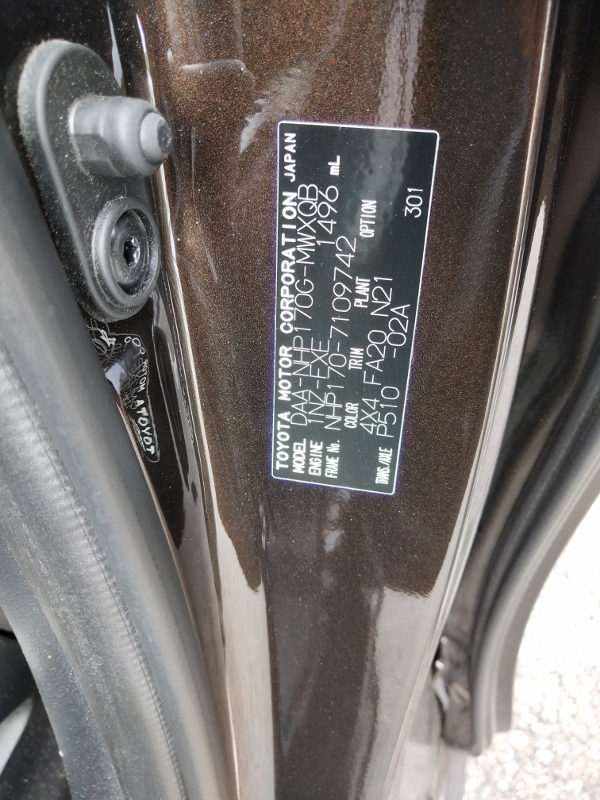 TOYOTA MOTOR CORPORATION JAPAN
MODEL DAA-NHP170G-MWXQB
ENGINE 1NZ-FXE 1496 mL
FRAME No. NHP170-7109742
COLOR TRIM PLANT OPTION
4X4 FA20 N21
TRANS./AXLE P510 -02A 301